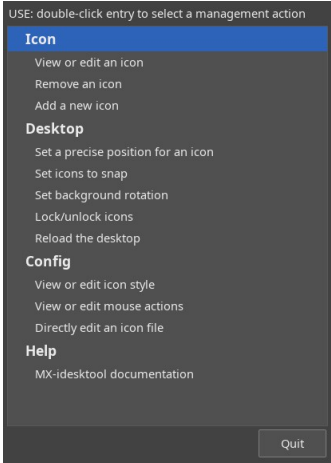 USE: double-click entry to select a management action
Icon
View or edit an icon
Remove an icon
Add a new icon
Desktop
Set a precise position for an icon
Set icons to snap
Set background rotation
Lock/unlock icons
Reload the desktop
Config
View or edit icon style
View or edit mouse actions
Directly edit an icon file
Help
MX-idesktool documentation
Quit